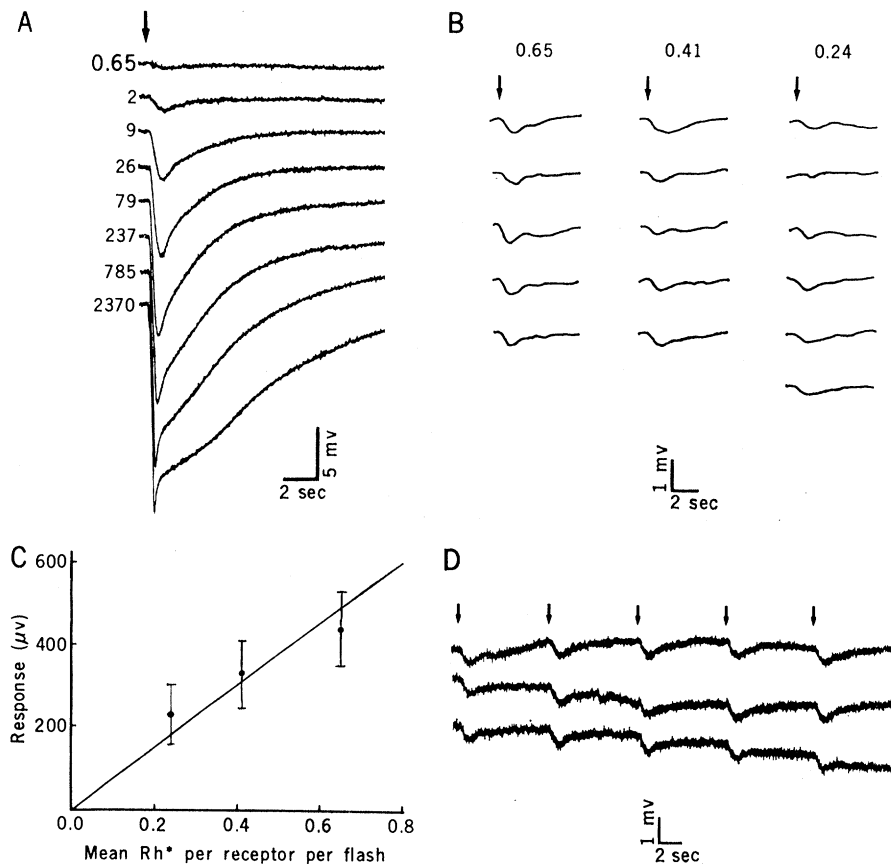 A
0.65
2
9
26
79
237
785
2370
5 mv
2 sec
B
0.65 0.41 0.24
1 mv
2 sec
C
600
400
200
Response (μv)
0.0 0.2 0.4 0.6 0.8
Mean Rh* per receptor per flash
D
1 mv
2 sec